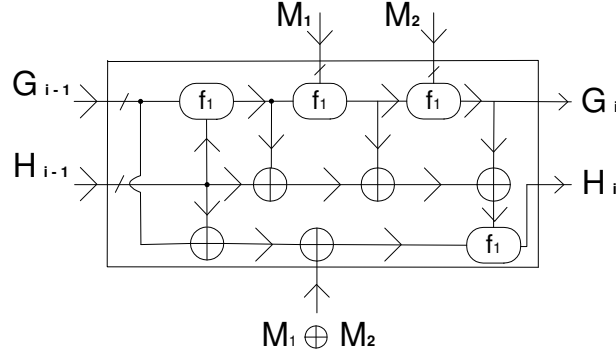 M₁ M₂
G i-1 f₁ f₁ f₁ G i
H i-1 H i
f₁
M₁ ⊕ M₂